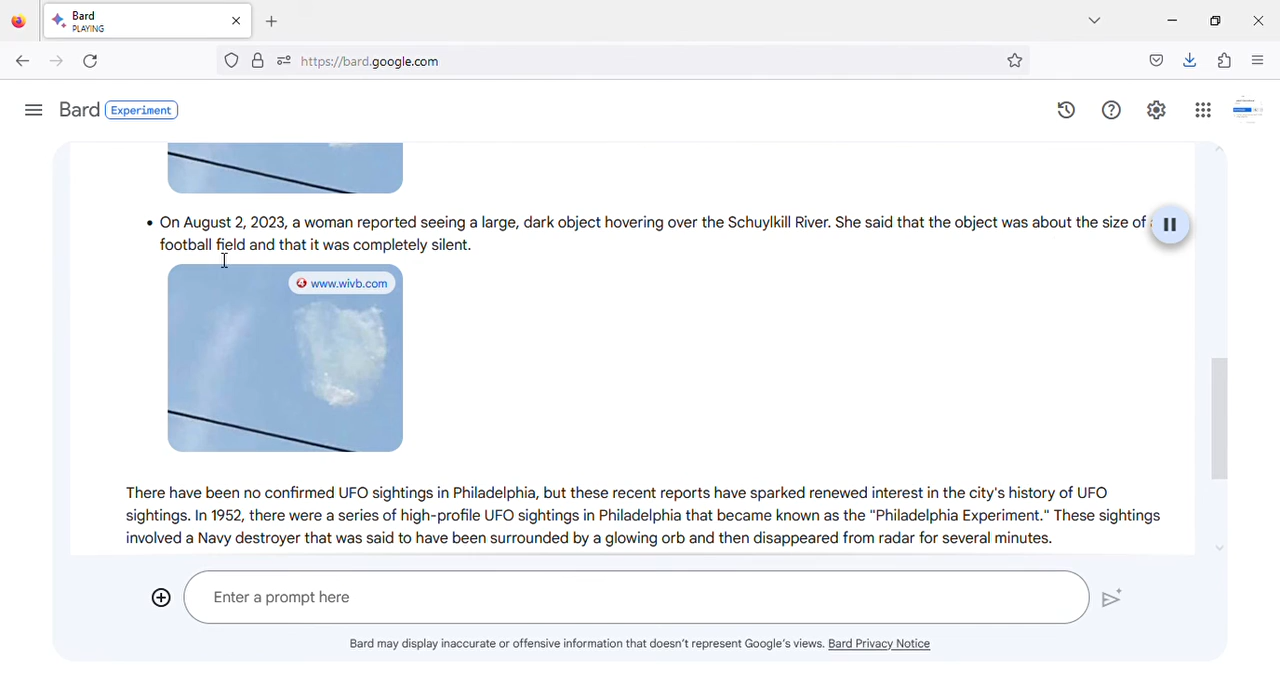 Bard
PLAYING
https://bard.google.com
Bard Experiment
On August 2, 2023, a woman reported seeing a large, dark object hovering over the Schuylkill River. She said that the object was about the size of
football field and that it was completely silent.
www.wivb.com
There have been no confirmed UFO sightings in Philadelphia, but these recent reports have sparked renewed interest in the city's history of UFO
sightings. In 1952, there were a series of high-profile UFO sightings in Philadelphia that became known as the "Philadelphia Experiment." These sightings
involved a Navy destroyer that was said to have been surrounded by a glowing orb and then disappeared from radar for several minutes.
Enter a prompt here
Bard may display inaccurate or offensive information that doesn't represent Google's views. Bard Privacy Notice